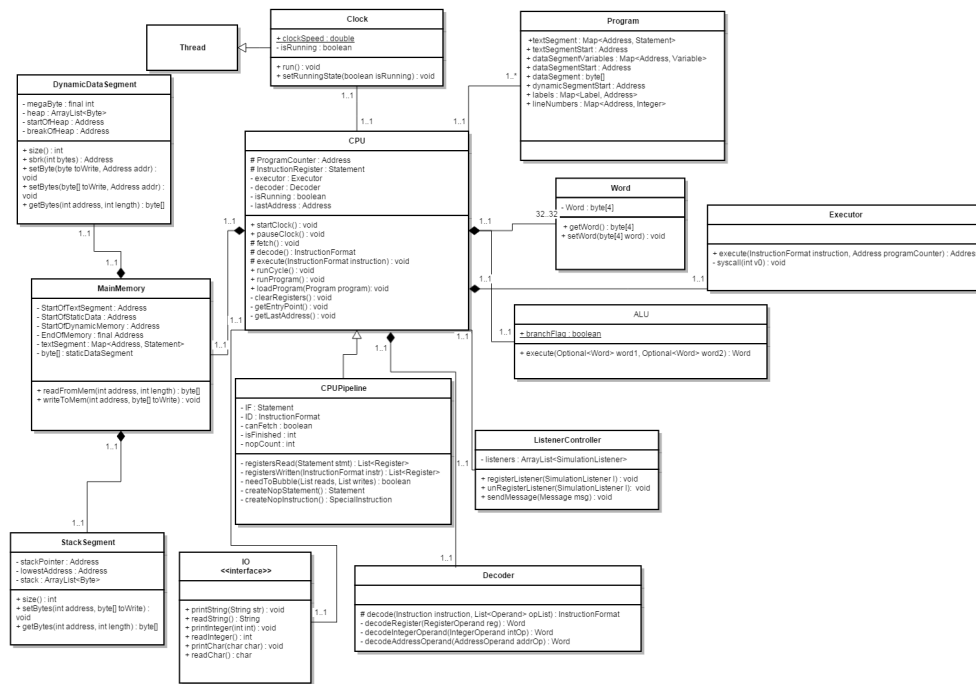 Clock
+ clockSpeed : double
- isRunning : boolean
+ run() : void
+ setRunningState(boolean isRunning) : void
1..1
1..1
Thread
Program
+textSegment : Map<Address, Statement>
+ textSegmentStart : Address
+ dataSegmentVariables : Map<Address, Variable>
+ dataSegmentStart : Address
+ dataSegment : byte[]
+ dynamicSegmentStart : Address
+ labels : Map<Label, Address>
+ lineNumbers : Map<Address, Integer>
1..*
1..1
DynamicDataSegment
- megaByte : final int
- heap : ArrayList<Byte>
- startOfHeap : Address
- breakOfHeap : Address
+ size() : int
+ sbrk(int bytes) : Address
+ setByte(byte toWrite, Address addr) :
void
+ setBytes(byte[] toWrite, Address addr) :
void
+ getBytes(int address, int length) : byte[]
1..1
1..1
CPU
# ProgramCounter : Address
# InstructionRegister : Statement
- executor : Executor
- decoder : Decoder
- isRunning : boolean
- lastAddress : Address
+ startClock() : void
+ pauseClock() : void
# fetch() : void
# decode() : InstructionFormat
# execute(InstructionFormat instruction) : void
+ runCycle() : void
+ runProgram() : void
+ loadProgram(Program program): void
- clearRegisters() : void
- getEntryPoint() : void
- getLastAddress() : void
1..1
1..1
1..1
1..1
1..1
1..1
1..1
1..1
Word
- Word : byte[4]
+ getWord() : byte[4]
+ setWord(byte[4] word) : void
32..32
Executor
+ execute(InstructionFormat instruction, Address programCounter) : Address
- syscall(int v0) : void
1..1
ALU
+ branchFlag : boolean
+ execute(Optional<Word> word1, Optional<Word> word2) : Word
1..1
MainMemory
- StartOfTextSegment : Address
- StartOfStaticData : Address
- StartOfDynamicMemory : Address
- EndOfMemory : final Address
- textSegment : Map<Address, Statement>
- byte[] : staticDataSegment
+ readFromMem(int address, int length) : byte[]
+ writeToMem(int address, byte[] toWrite) : void
1..1
1..1
1..1
CPUPipeline
- IF : Statement
- ID : InstructionFormat
- canFetch : boolean
- isFinished : int
- nopCount : int
- registersRead(Statement stmt) : List<Register>
- registersWritten(InstructionFormat instr) : List<Register>
- needToBubble(List reads, List writes) : boolean
- createNopStatement() : Statement
- createNopInstruction() : SpecialInstruction
ListenerController
- listeners : ArrayList<SimulationListener>
+ registerListener(SimulationListener l) : void
+ unRegisterListener(SimulationListener l): void
+ sendMessage(Message msg) : void
1..1
StackSegment
- stackPointer : Address
- lowestAddress : Address
- stack : ArrayList<Byte>
+ size() : int
+ setBytes(int address, byte[] toWrite) :
void
+ getBytes(int address, int length) : byte[]
IO
<<interface>>
+ printString(String str) : void
+ readString() : String
+ printInteger(int int) : void
+ readInteger() : int
+ printChar(char char) : void
+ readChar() : char
1..1
1..1
Decoder
# decode(Instruction instruction, List<Operand> opList) : InstructionFormat
- decodeRegister(RegisterOperand reg) : Word
- decodeIntegerOperand(IntegerOperand intOp) : Word
- decodeAddressOperand(AddressOperand addrOp) : Word